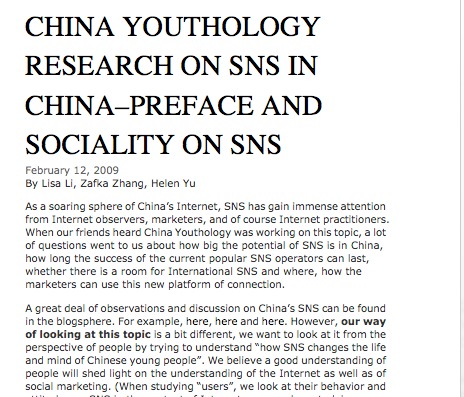 CHINA YOUTHOLOGY
RESEARCH ON SNS IN
CHINA–PREFACE AND
SOCIALITY ON SNS
February 12, 2009
By Lisa Li, Zafka Zhang, Helen Yu
As a soaring sphere of China's Internet, SNS has gain immense attention
from Internet observers, marketers, and of course Internet practitioners.
When our friends heard China Youthology was working on this topic, a lot
of questions went to us about how big the potential of SNS is in China,
how long the success of the current popular SNS operators can last,
whether there is a room for International SNS and where, how the
marketers can use this new platform of connection.
A great deal of observations and discussion on China's SNS can be found
in the blogsphere. For example, here, here and here. However, our way
of looking at this topic is a bit different, we want to look at it from the
perspective of people by trying to understand “how SNS changes the life
and mind of Chinese young people”. We believe a good understanding of
people will shed light on the understanding of the Internet as well as of
social marketing. (When studying “users”, we look at their behavior and